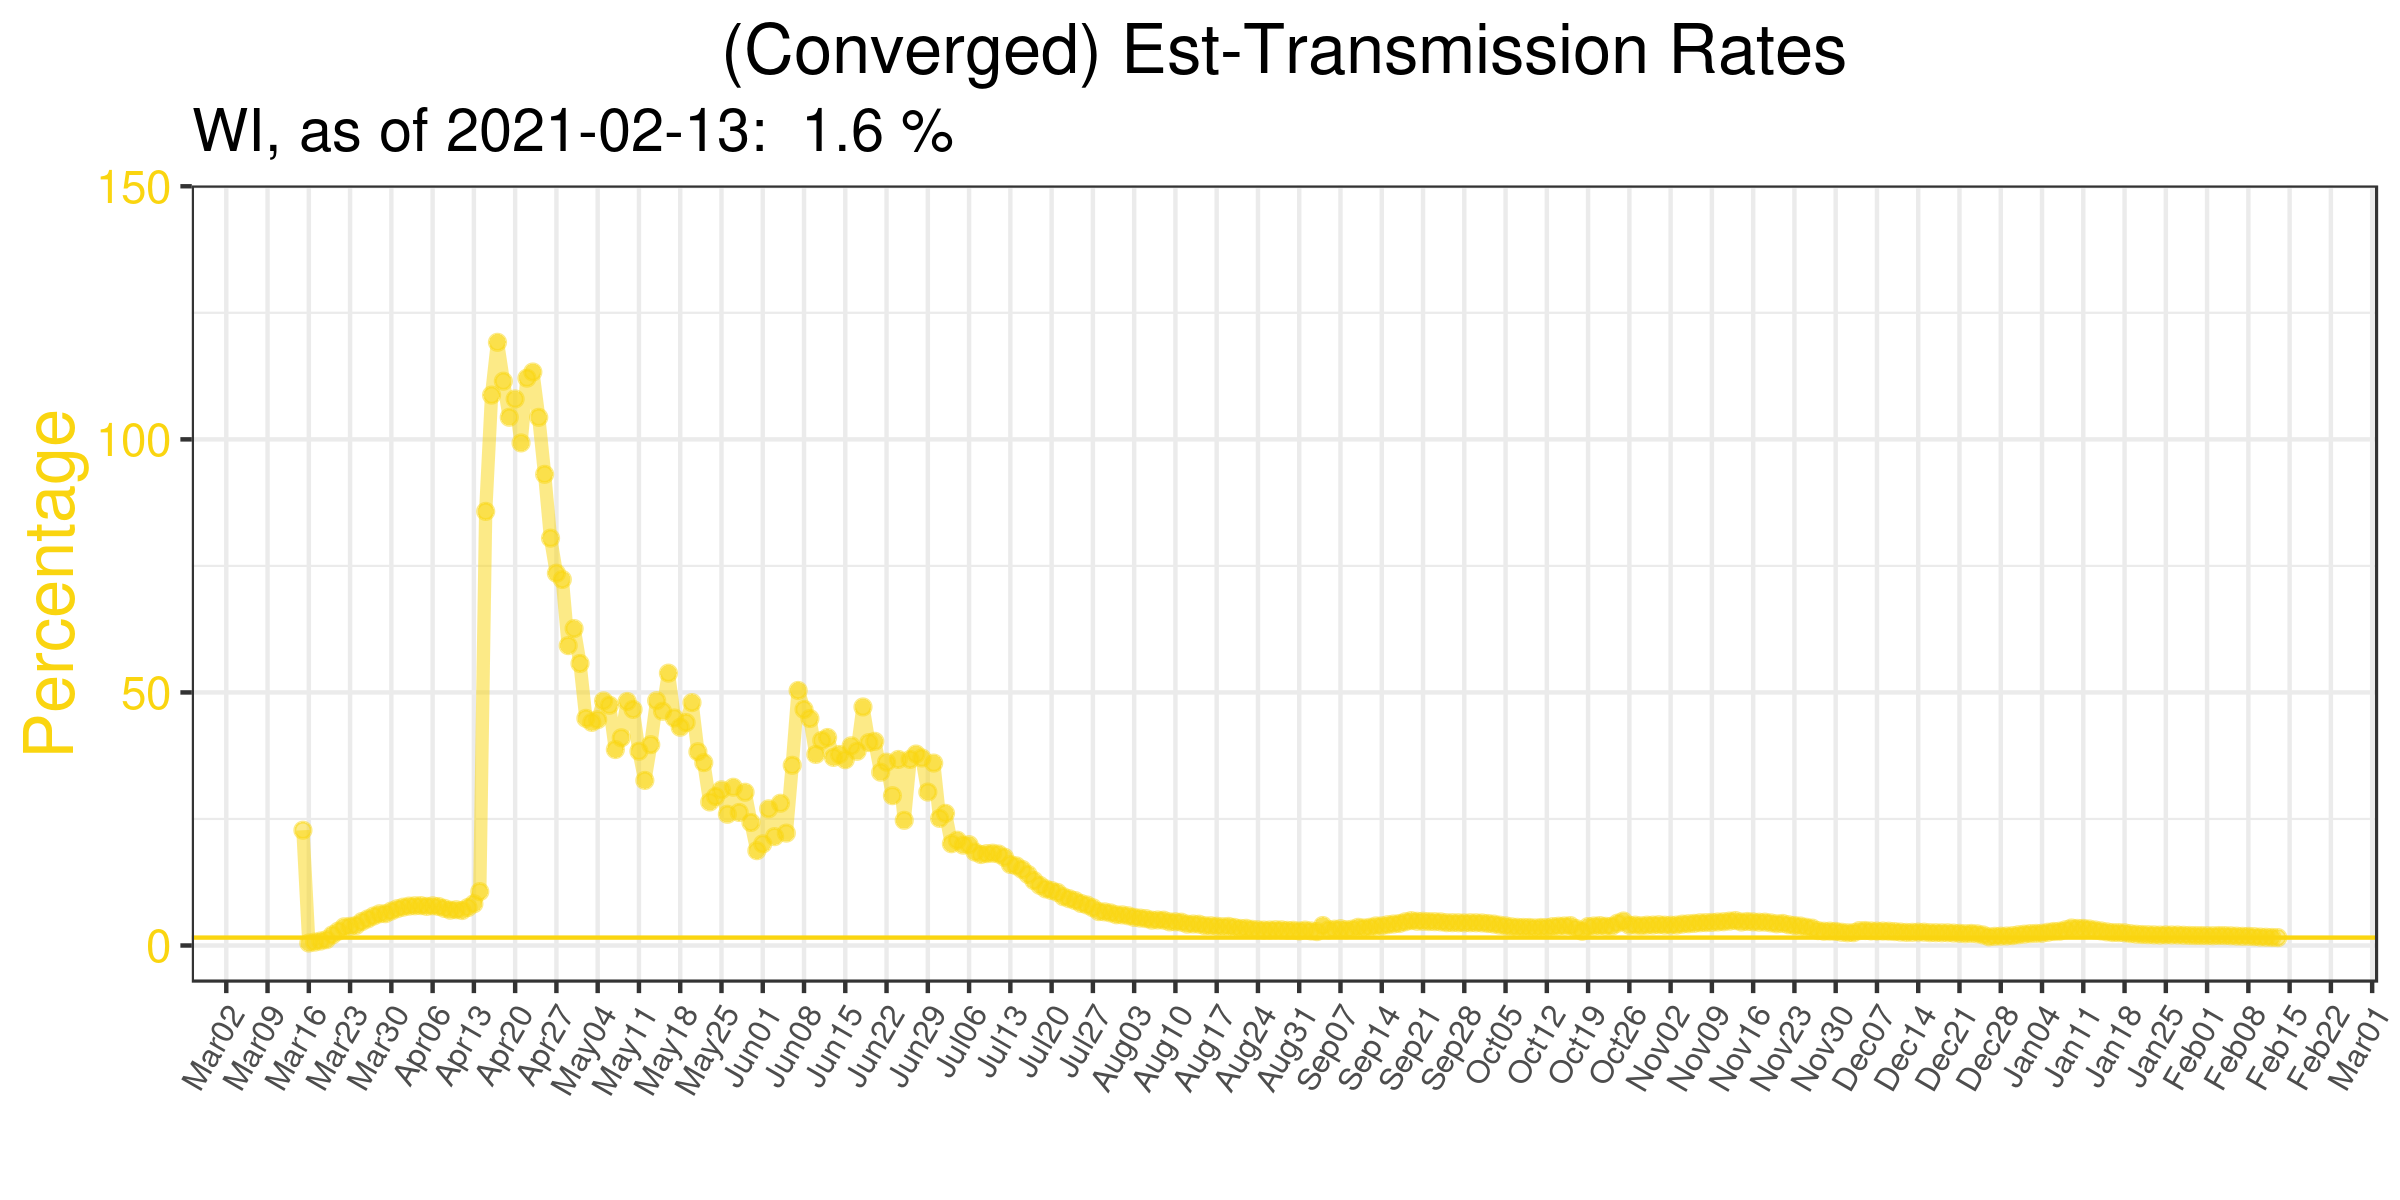 (Converged) Est-Transmission Rates
WI, as of 2021-02-13:  1.6 %
Percentage
150
100
50
0
Mar02
Mar09
Mar16
Mar23
Mar30
Apr06
Apr13
Apr20
Apr27
May04
May11
May18
May25
Jun01
Jun08
Jun15
Jun22
Jun29
Jul06
Jul13
Jul20
Jul27
Aug03
Aug10
Aug17
Aug24
Aug31
Sep07
Sep14
Sep21
Sep28
Oct05
Oct12
Oct19
Oct26
Nov02
Nov09
Nov16
Nov23
Nov30
Dec07
Dec14
Dec21
Dec28
Jan04
Jan11
Jan18
Jan25
Feb01
Feb08
Feb15
Feb22
Mar01